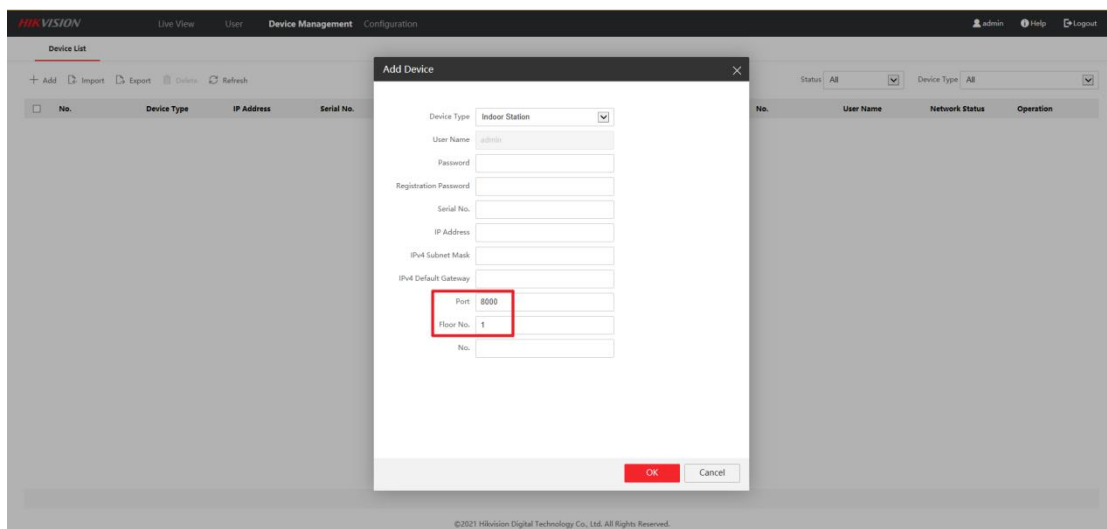 HIKVISION Live View User Device Management Configuration admin Help Logout
Device List
Add Import Export Delete Refresh Status All Device Type All
No. Device Type IP Address Serial No. No. User Name Network Status Operation
Add Device
Device Type Indoor Station
User Name admin
Password
Registration Password
Serial No.
IP Address
IPv4 Subnet Mask
IPv4 Default Gateway
Port 8000
Floor No. 1
No.
OK Cancel
©2021 Hikvision Digital Technology Co., Ltd. All Rights Reserved.